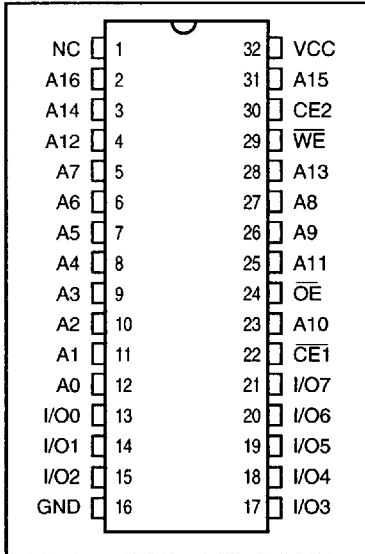 NC 1 32 VCC
A16 2 31 A15
A14 3 30 CE2
A12 4 29 W̅E̅
A7 5 28 A13
A6 6 27 A8
A5 7 26 A9
A4 8 25 A11
A3 9 24 O̅E̅
A2 10 23 A10
A1 11 22 C̅E̅1̅
A0 12 21 I/O7
I/O0 13 20 I/O6
I/O1 14 19 I/O5
I/O2 15 18 I/O4
GND 16 17 I/O3